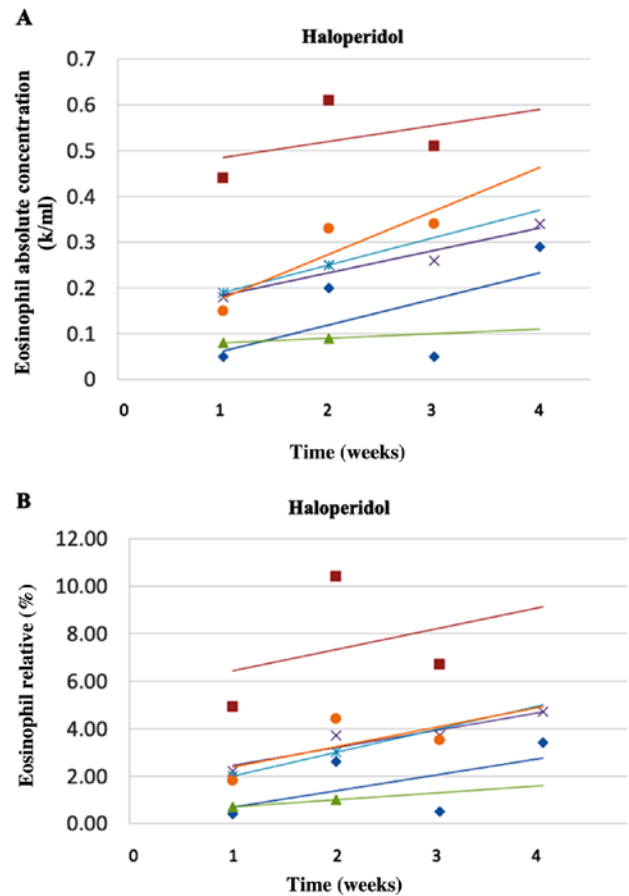 A
Haloperidol
0.7
0.6
0.5
0.4
0.3
0.2
0.1
0
Eosinophil absolute concentration
(k/ml)
0 1 2 3 4
Time (weeks)
B
Haloperidol
12.00
10.00
8.00
6.00
4.00
2.00
0.00
Eosinophil relative (%)
0 1 2 3 4
Time (weeks)